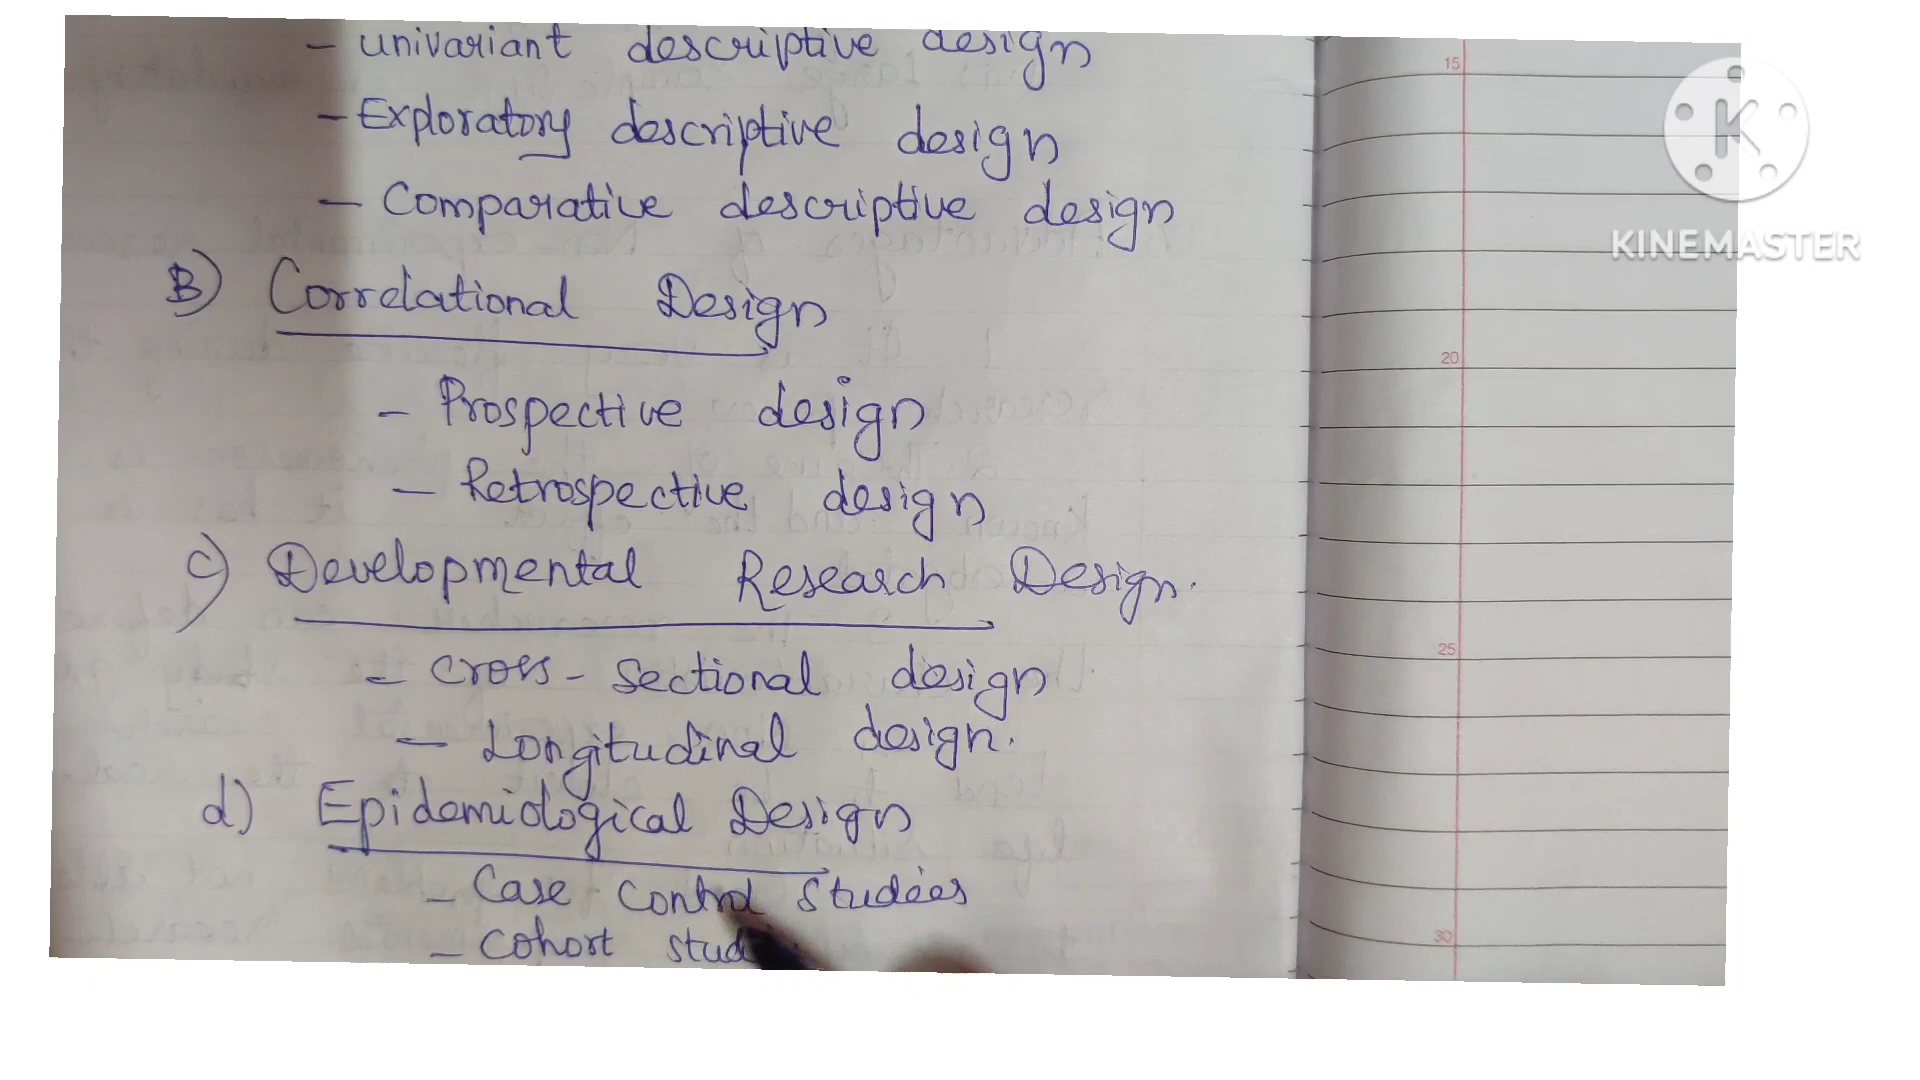 - univariant descriptive design
- Exploratory descriptive design
- Comparative descriptive design
B) Correlational Design
- Prospective design
- Retrospective design
c) Developmental Research Design.
- cross - sectional design
- Longitudinal design.
d) Epidemiological Design
- Case control studies
- cohort stud
15
20
25
30
K
KINEMASTER